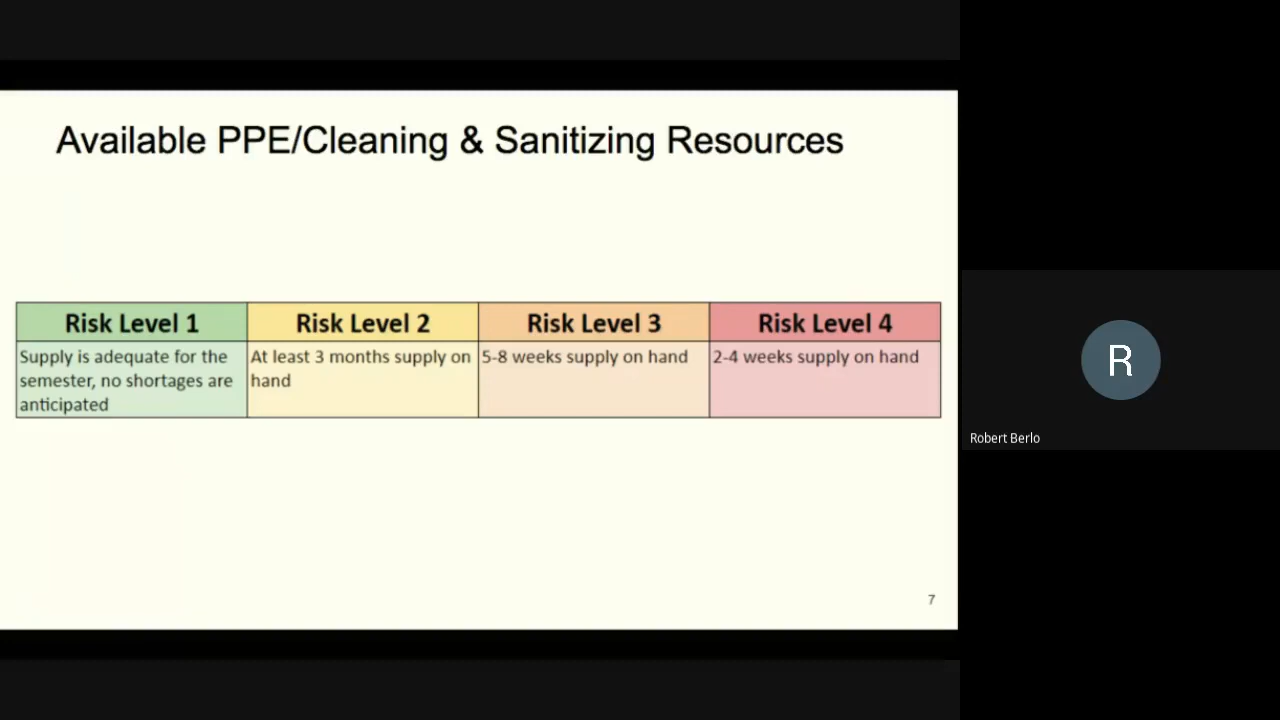 Available PPE/Cleaning & Sanitizing Resources
Risk Level 1
Supply is adequate for the
semester, no shortages are
anticipated
Risk Level 2
At least 3 months supply on
hand
Risk Level 3
5-8 weeks supply on hand
Risk Level 4
2-4 weeks supply on hand
7
R
Robert Berlo